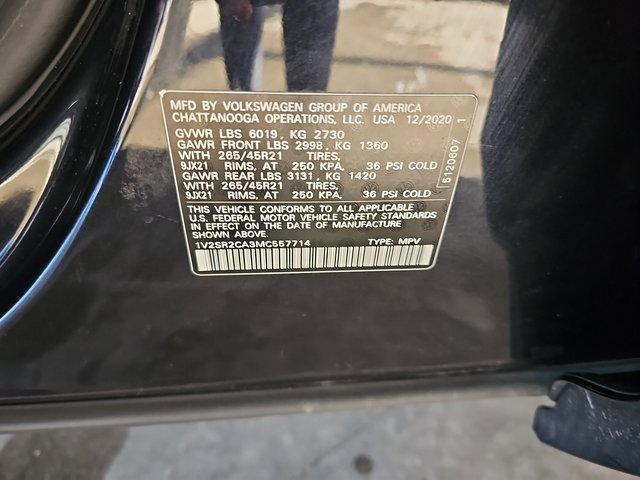 MFD BY VOLKSWAGEN GROUP OF AMERICA
CHATTANOOGA OPERATIONS, LLC. USA 12/2020 1
GVWR LBS 6019, KG 2730
GAWR FRONT LBS 2998, KG 1360
WITH 265/45R21 TIRES,
9JX21 RIMS, AT 250 KPA, 36 PSI COLD
GAWR REAR LBS 3131, KG 1420
WITH 265/45R21 TIRES,
9JX21 RIMS, AT 250 KPA, 36 PSI COLD
THIS VEHICLE CONFORMS TO ALL APPLICABLE
U.S. FEDERAL MOTOR VEHICLE SAFETY STANDARDS
IN EFFECT ON THE DATE OF MANUFACTURE
SHOWN ABOVE.
1V2SR2CA3MC557714 TYPE: MPV
5120607